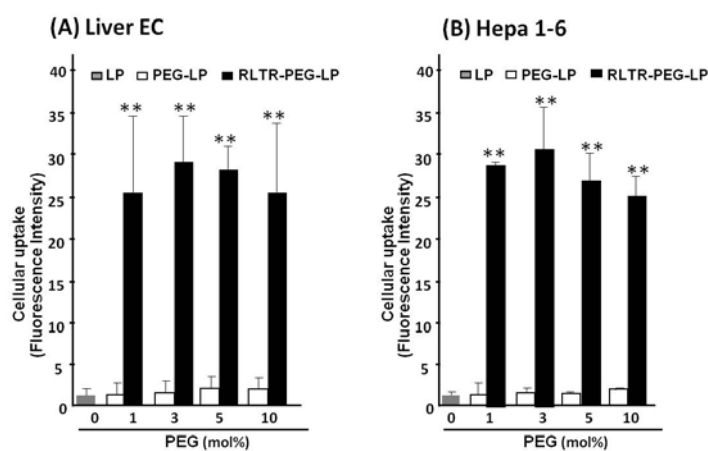 (A) Liver EC
LP PEG-LP RLTR-PEG-LP
40
35
30
25
20
15
10
5
0
** ** ** **
Cellular uptake
(Fluorescence Intensity)
0 1 3 5 10
PEG (mol%)
(B) Hepa 1-6
LP PEG-LP RLTR-PEG-LP
40
35
30
25
20
15
10
5
0
** ** ** **
Cellular uptake
(Fluorescence Intensity)
0 1 3 5 10
PEG (mol%)